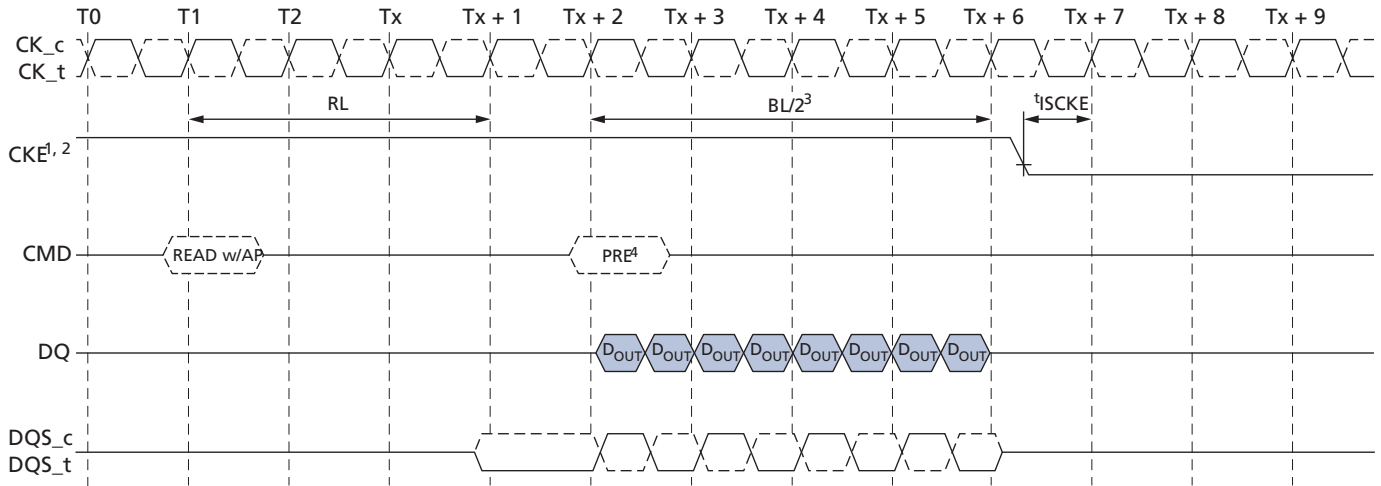 T0 T1 T2 Tx Tx + 1 Tx + 2 Tx + 3 Tx + 4 Tx + 5 Tx + 6 Tx + 7 Tx + 8 Tx + 9
CK_c
CK_t
RL BL/2³ ᵗISCKE
CKE¹, ²
CMD READ w/AP PRE⁴
DQ DOUT DOUT DOUT DOUT DOUT DOUT DOUT DOUT
DQS_c
DQS_t